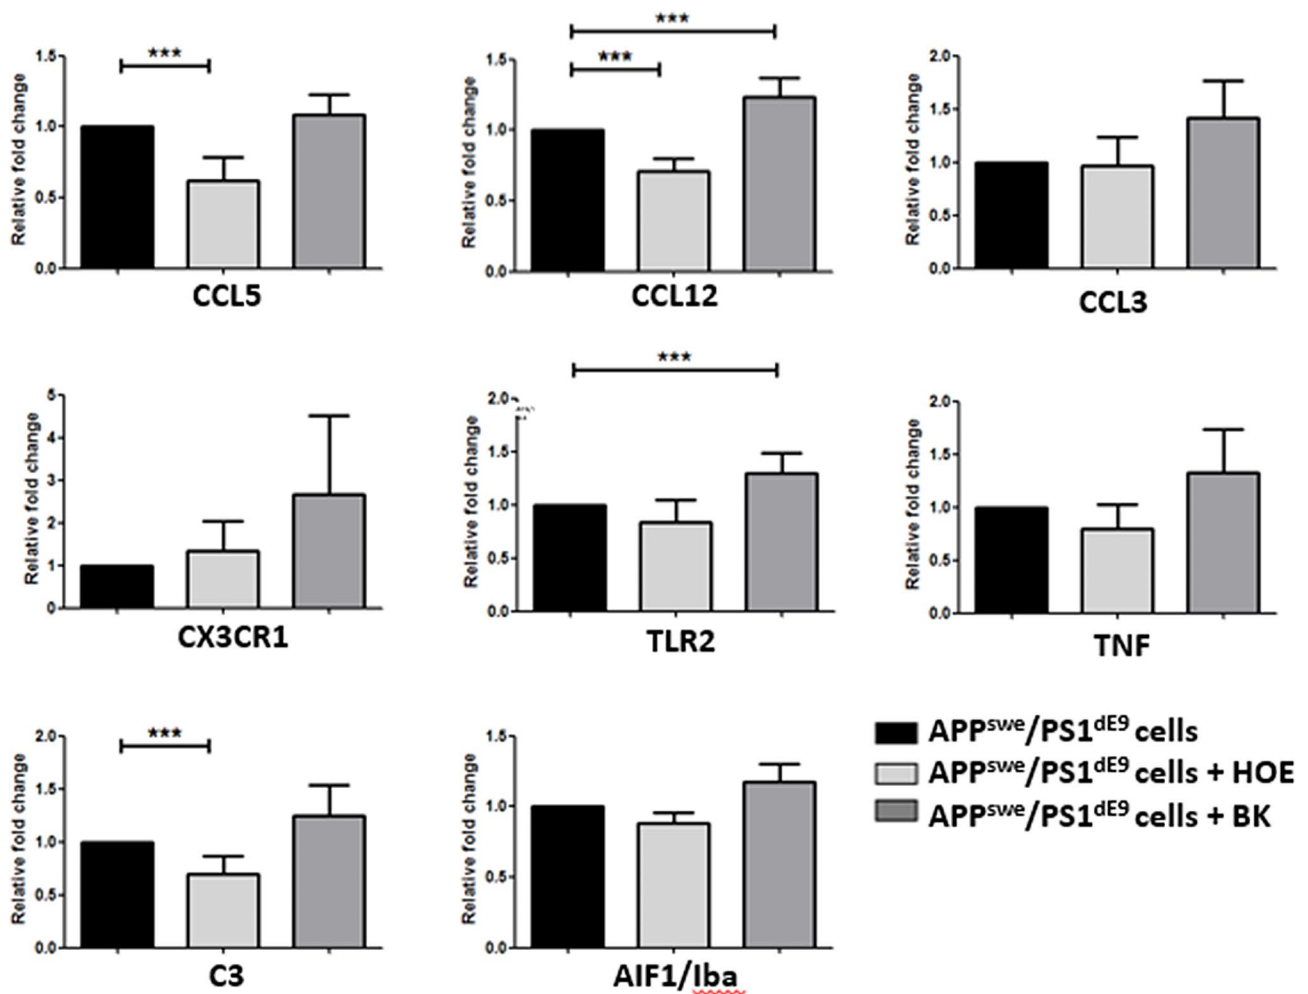 ***
1.5
1.0
0.5
0.0
Relative fold change
CCL5
***
***
1.5
1.0
0.5
0.0
Relative fold change
CCL12
2.0
1.5
1.0
0.5
0.0
Relative fold change
CCL3
5
4
3
2
1
0
Relative fold change
CX3CR1
***
2.0
1.5
1.0
0.5
0.0
Relative fold change
TLR2
2.0
1.5
1.0
0.5
0.0
Relative fold change
TNF
***
2.0
1.5
1.0
0.5
0.0
Relative fold change
C3
1.5
1.0
0.5
0.0
Relative fold change
AIF1/Iba
APPswe/PS1dE9 cells
APPswe/PS1dE9 cells + HOE
APPswe/PS1dE9 cells + BK